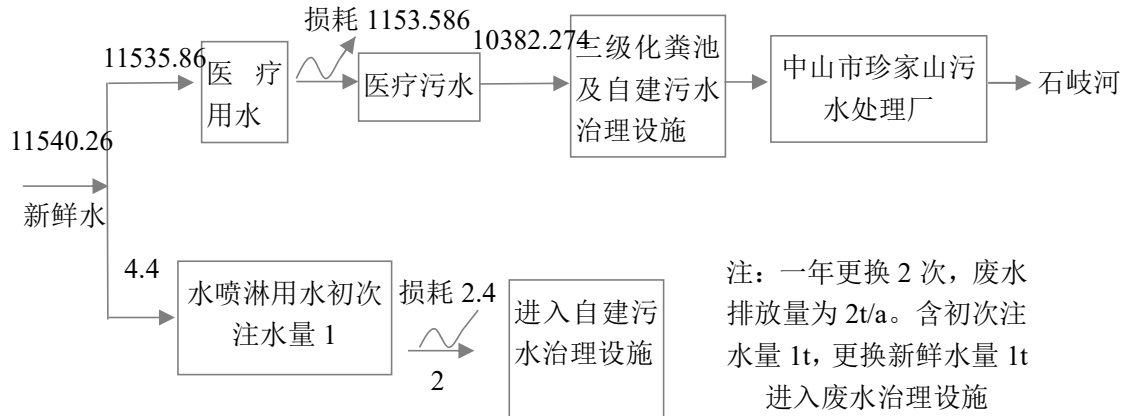 损耗 1153.586
11535.86
10382.274
医 疗
用水
医疗污水
三级化粪池
及自建污水
治理设施
中山市珍家山污
水处理厂
石岐河
11540.26
新鲜水
4.4
水喷淋用水初次
注水量 1
损耗 2.4
2
进入自建污
水治理设施
注：一年更换 2 次，废水
排放量为 2t/a。含初次注
水量 1t，更换新鲜水量 1t
进入废水治理设施